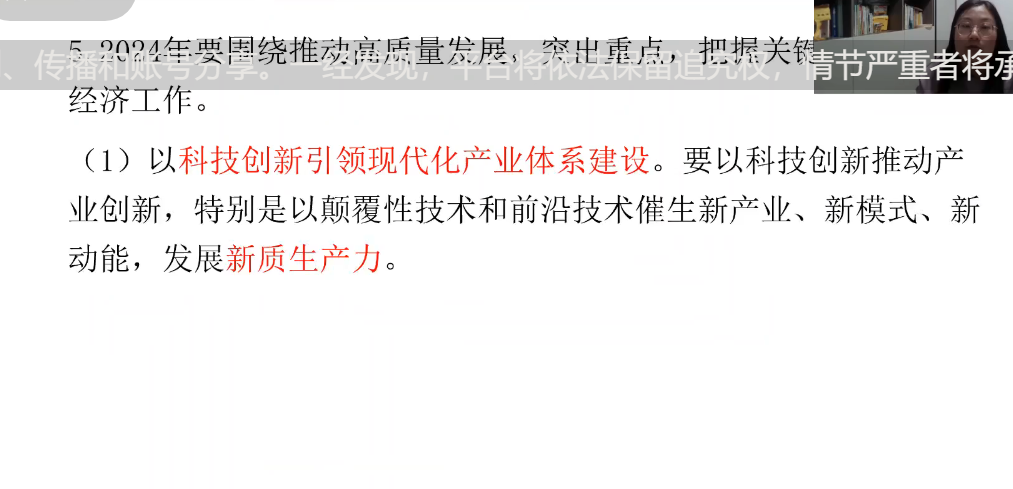 5. 2024年要围绕推动高质量发展，突出重点，把握关键
、传播和账号分享。一经发现，平台将依法保留追究权，情节严重者将承
经济工作。
（1）以科技创新引领现代化产业体系建设。要以科技创新推动产
业创新，特别是以颠覆性技术和前沿技术催生新产业、新模式、新
动能，发展新质生产力。